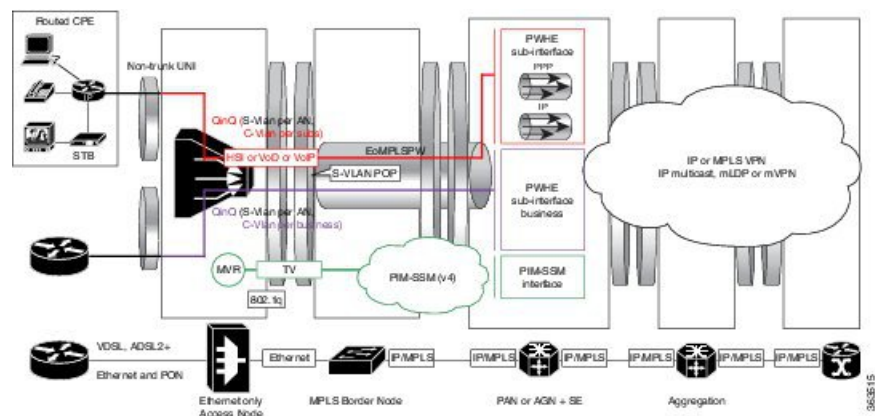 Routed CPE
STB
Non-trunk UNI
QinQ (S-Vlan per AN,
C-Vlan per subs)
HSI or VoD or VoIP
EoMPLSPW
S-VLAN POP
QinQ (S-Vlan per AN,
C-Vlan per business)
MVR
TV
802.1q
PIM-SSM (v4)
PWHE
sub-interface
PPP
IP
PWHE
sub-interface
business
PIM-SSM
interface
IP or MPLS VPN
IP multicast, mLDP or mVPN
VDSL, ADSL2+
Ethernet and PON
Ethernet
IP/MPLS
IP/MPLS
IP/MPLS
IP/MPLS
IP/MPLS
IP/MPLS
Ethernet only
Access Node
MPLS Border Node
PAN or AGN + SE
Aggregation
363515